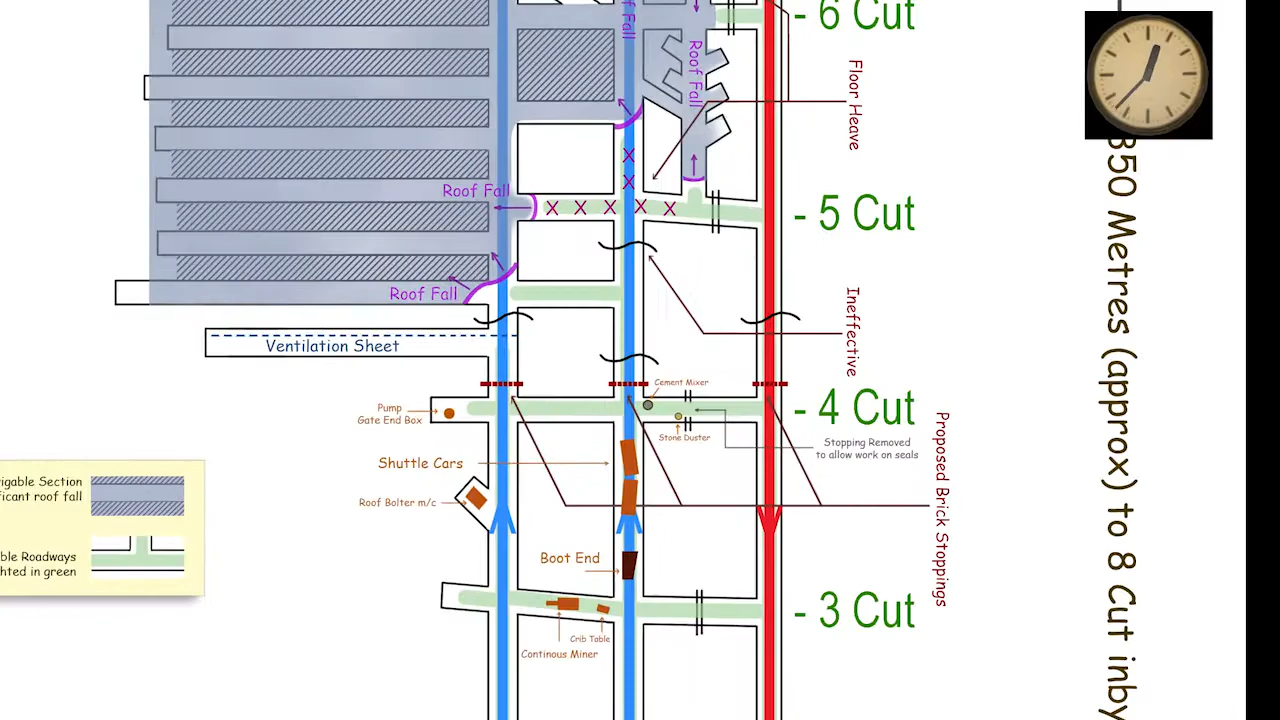 - 6 Cut
Roof Fall
Roof Fall
Floor Heave
Roof Fall
X
X
X X X X X
- 5 Cut
Roof Fall
Ineffective
Ventilation Sheet
Cement Mixer
Pump
Gate End Box
- 4 Cut
Stone Duster
Stopping Removed
to allow work on seals
Shuttle Cars
Roof Bolter m/c
Proposed Brick Stoppings
Boot End
- 3 Cut
Crib Table
Continous Miner
350 Metres (approx) to 8 Cut inby
Section
roof fall
Roadways
in green